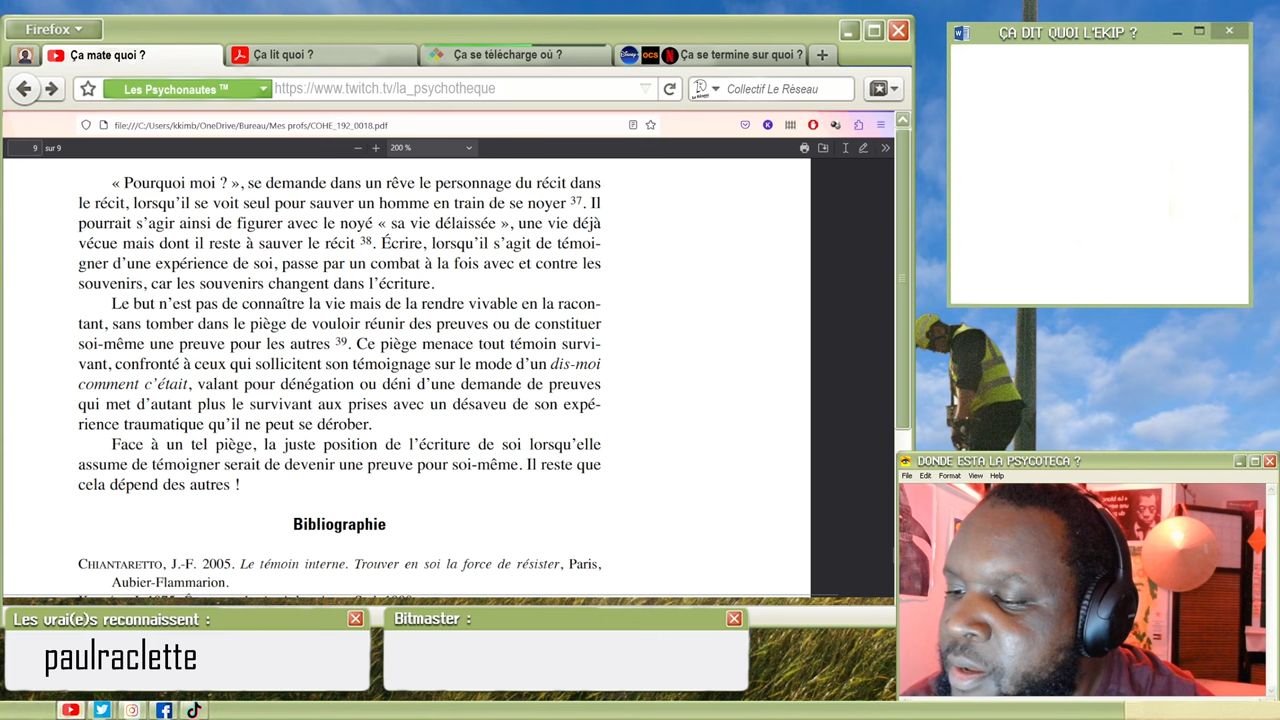 Firefox
ÇA DIT QUOI L'EKIP ?
Ça mate quoi ?
Ça lit quoi ?
Ça se télécharge où ?
Ça se termine sur quoi ?
Les Psychonautes ™
https://www.twitch.tv/la_psychotheque
Collectif Le Réseau
file:///C:/Users/kkimb/OneDrive/Bureau/Mes profs/COHE_192_0018.pdf
9 sur 9
200 %
« Pourquoi moi ? », se demande dans un rêve le personnage du récit dans
le récit, lorsqu'il se voit seul pour sauver un homme en train de se noyer 37. Il
pourrait s'agir ainsi de figurer avec le noyé « sa vie délaissée », une vie déjà
vécue mais dont il reste à sauver le récit 38. Écrire, lorsqu'il s'agit de témoi-
gner d'une expérience de soi, passe par un combat à la fois avec et contre les
souvenirs, car les souvenirs changent dans l'écriture.
Le but n'est pas de connaître la vie mais de la rendre vivable en la racon-
tant, sans tomber dans le piège de vouloir réunir des preuves ou de constituer
soi-même une preuve pour les autres 39. Ce piège menace tout témoin survi-
vant, confronté à ceux qui sollicitent son témoignage sur le mode d'un dis-moi
comment c'était, valant pour dénégation ou déni d'une demande de preuves
qui met d'autant plus le survivant aux prises avec un désaveu de son expé-
rience traumatique qu'il ne peut se dérober.
Face à un tel piège, la juste position de l'écriture de soi lorsqu'elle
assume de témoigner serait de devenir une preuve pour soi-même. Il reste que
cela dépend des autres !
Bibliographie
CHIANTARETTO, J.-F. 2005. Le témoin interne. Trouver en soi la force de résister, Paris,
Aubier-Flammarion.
DONDE ESTA LA PSYCOTECA ?
File Edit Format View Help
Les vrai(e)s reconnaissent :
paulraclette
Bitmaster :